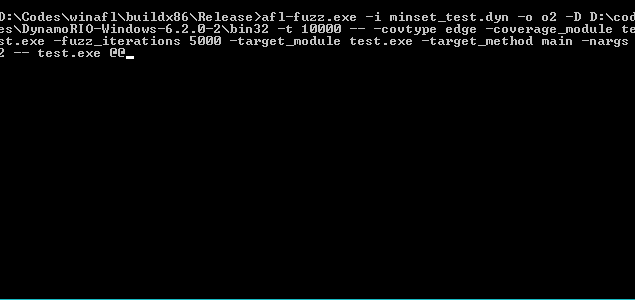 D:\Codes\winafl\buildx86\Release>afl-fuzz.exe -i minset_test.dyn -o o2 -D D:\cod
es\DynamoRIO-Windows-6.2.0-2\bin32 -t 10000 -- -covtype edge -coverage_module te
st.exe -fuzz_iterations 5000 -target_module test.exe -target_method main -nargs
2 -- test.exe @@